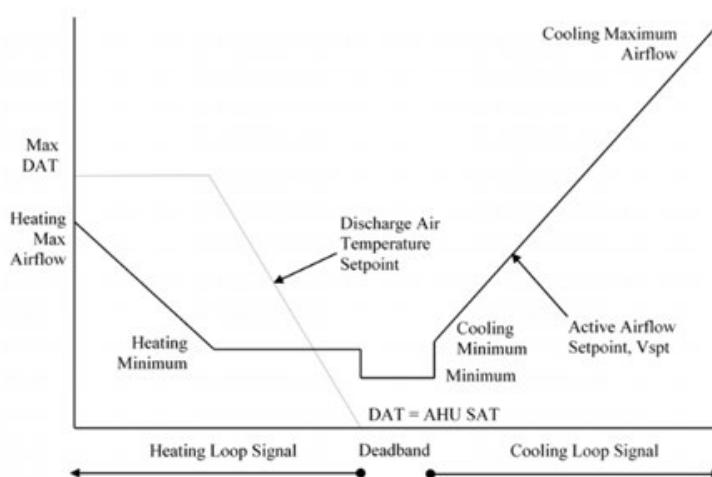 Cooling Maximum
Airflow
Max
DAT
Heating
Max
Airflow
Discharge Air
Temperature
Setpoint
Heating
Minimum
Cooling
Minimum
Active Airflow
Setpoint, Vspt
Minimum
DAT = AHU SAT
Heating Loop Signal
Deadband
Cooling Loop Signal